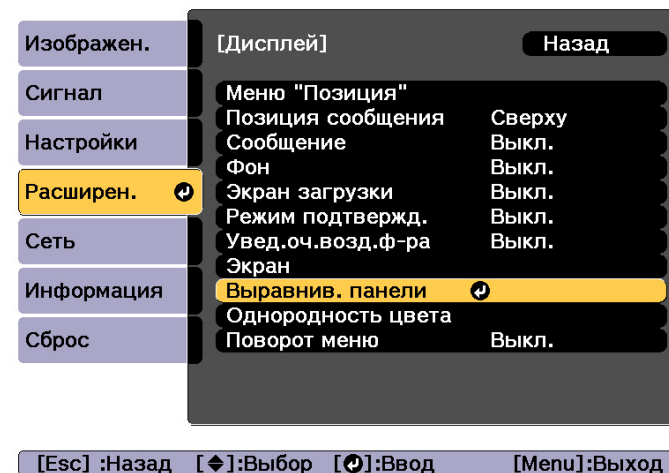 Изображен.
Сигнал
Настройки
Расширен.
Сеть
Информация
Сброс
[Дисплей] Назад
Меню "Позиция"
Позиция сообщения Сверху
Сообщение Выкл.
Фон Выкл.
Экран загрузки Выкл.
Режим подтвержд. Выкл.
Увед.оч.возд.ф-ра Выкл.
Экран
Выравнив. панели
Однородность цвета
Поворот меню Выкл.
[Esc] :Назад [◆]:Выбор [⏎]:Ввод [Menu]:Выход